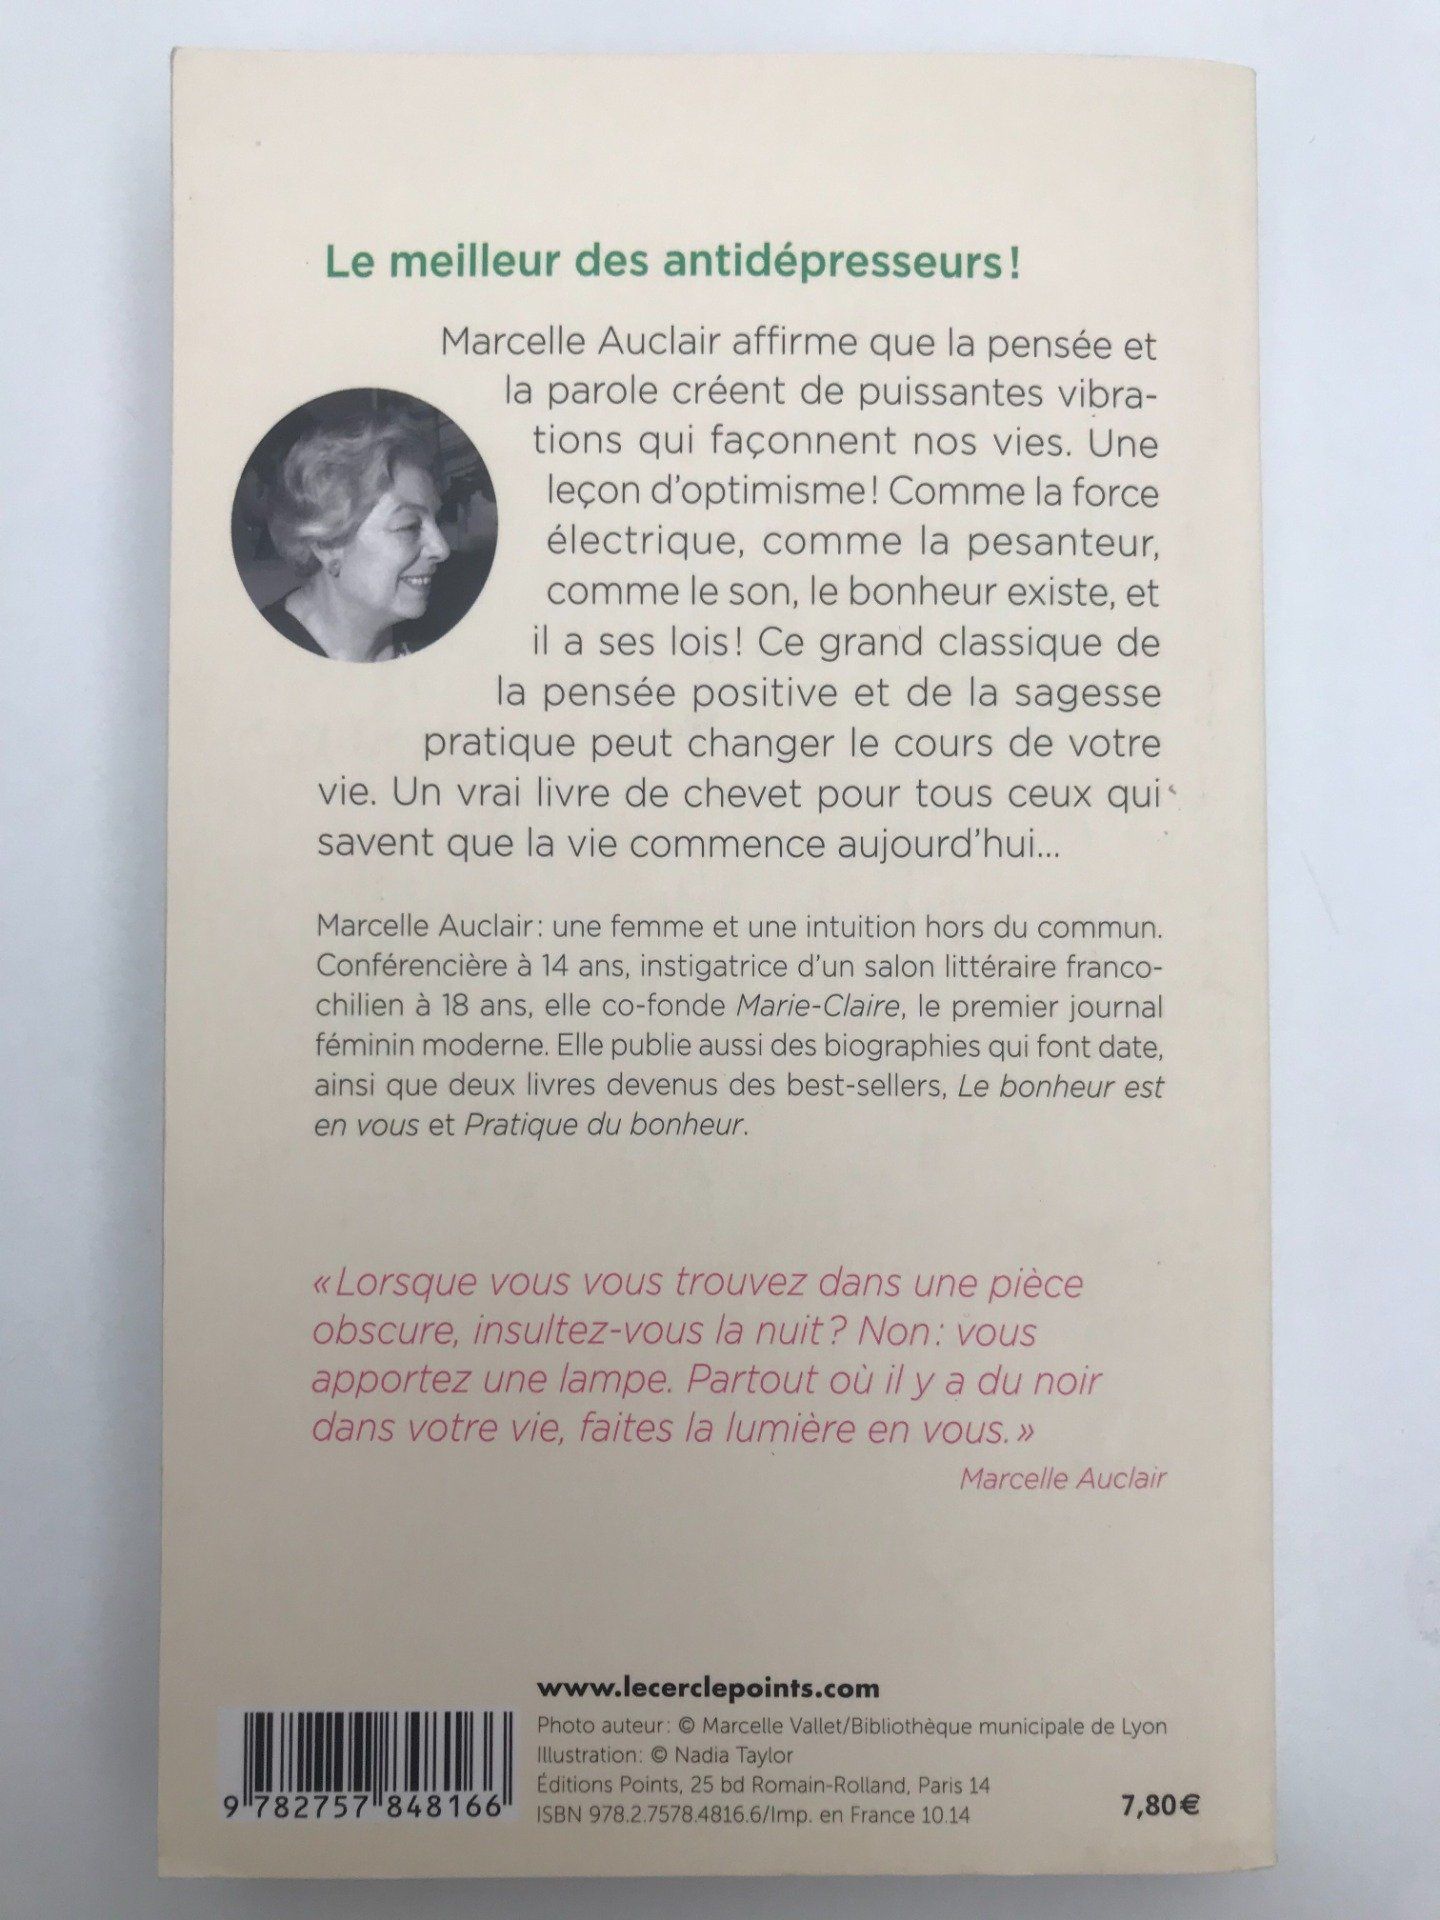 Le meilleur des antidépresseurs !
Marcelle Auclair affirme que la pensée et
la parole créent de puissantes vibra-
tions qui façonnent nos vies. Une
leçon d'optimisme ! Comme la force
électrique, comme la pesanteur,
comme le son, le bonheur existe, et
il a ses lois ! Ce grand classique de
la pensée positive et de la sagesse
pratique peut changer le cours de votre
vie. Un vrai livre de chevet pour tous ceux qui
savent que la vie commence aujourd'hui...
Marcelle Auclair : une femme et une intuition hors du commun.
Conférencière à 14 ans, instigatrice d'un salon littéraire franco-
chilien à 18 ans, elle co-fonde Marie-Claire, le premier journal
féminin moderne. Elle publie aussi des biographies qui font date,
ainsi que deux livres devenus des best-sellers, Le bonheur est
en vous et Pratique du bonheur.
« Lorsque vous vous trouvez dans une pièce
obscure, insultez-vous la nuit ? Non : vous
apportez une lampe. Partout où il y a du noir
dans votre vie, faites la lumière en vous. »
Marcelle Auclair
www.lecerclepoints.com
Photo auteur : © Marcelle Vallet/Bibliothèque municipale de Lyon
Illustration : © Nadia Taylor
Éditions Points, 25 bd Romain-Rolland, Paris 14
ISBN 978.2.7578.4816.6/Imp. en France 10.14
9 782757 848166
7,80€